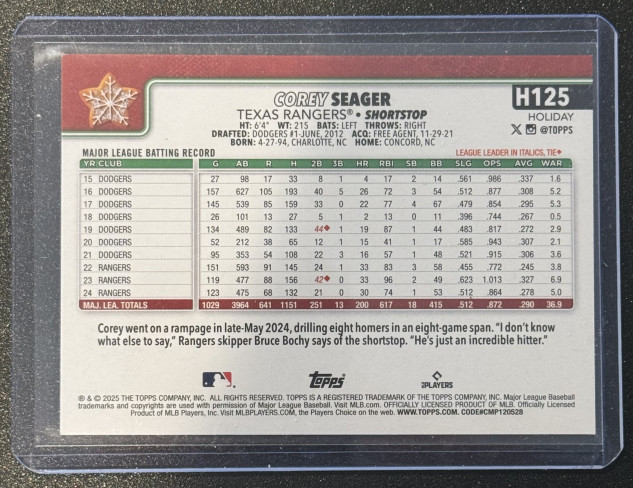 COREY SEAGER
TEXAS RANGERS® • SHORTSTOP
HT: 6'4" WT: 215 BATS: LEFT THROWS: RIGHT
DRAFTED: DODGERS #1-JUNE, 2012 ACQ: FREE AGENT, 11-29-21
BORN: 4-27-94, CHARLOTTE, NC HOME: CONCORD, NC
H125
HOLIDAY
X @TOPPS
MAJOR LEAGUE BATTING RECORD LEAGUE LEADER IN ITALICS, TIE◆
YR CLUB G AB R H 2B 3B HR RBI SB BB SLG OPS AVG WAR
15 DODGERS 27 98 17 33 8 1 4 17 2 14 .561 .986 .337 1.6
16 DODGERS 157 627 105 193 40 5 26 72 3 54 .512 .877 .308 5.2
17 DODGERS 145 539 85 159 33 0 22 77 4 67 .479 .854 .295 5.3
18 DODGERS 26 101 13 27 5 1 2 13 0 11 .396 .744 .267 0.5
19 DODGERS 134 489 82 133 44◆ 1 19 87 1 44 .483 .817 .272 2.9
20 DODGERS 52 212 38 65 12 1 15 41 1 17 .585 .943 .307 2.1
21 DODGERS 95 353 54 108 22 3 16 57 1 48 .521 .915 .306 3.6
22 RANGERS 151 593 91 145 24 1 33 83 3 58 .455 .772 .245 3.8
23 RANGERS 119 477 88 156 42◆ 0 33 96 2 49 .623 1.013 .327 6.9
24 RANGERS 123 475 68 132 21 0 30 74 1 53 .512 .864 .278 5.0
MAJ. LEA. TOTALS 1029 3964 641 1151 251 13 200 617 18 415 .512 .872 .290 36.9
Corey went on a rampage in late-May 2024, drilling eight homers in an eight-game span. "I don't know
what else to say," Rangers skipper Bruce Bochy says of the shortstop. "He's just an incredible hitter."
Topps
PLAYERS
® & © 2025 THE TOPPS COMPANY, INC. ALL RIGHTS RESERVED. TOPPS IS A REGISTERED TRADEMARK OF THE TOPPS COMPANY, INC. Major League Baseball
trademarks and copyrights are used with permission of Major League Baseball. Visit MLB.com. OFFICIALLY LICENSED PRODUCT OF MLB. Officially Licensed
Product of MLB Players, Inc. Visit MLBPLAYERS.com, the Players Choice on the web. WWW.TOPPS.COM. CODE#CMP120528